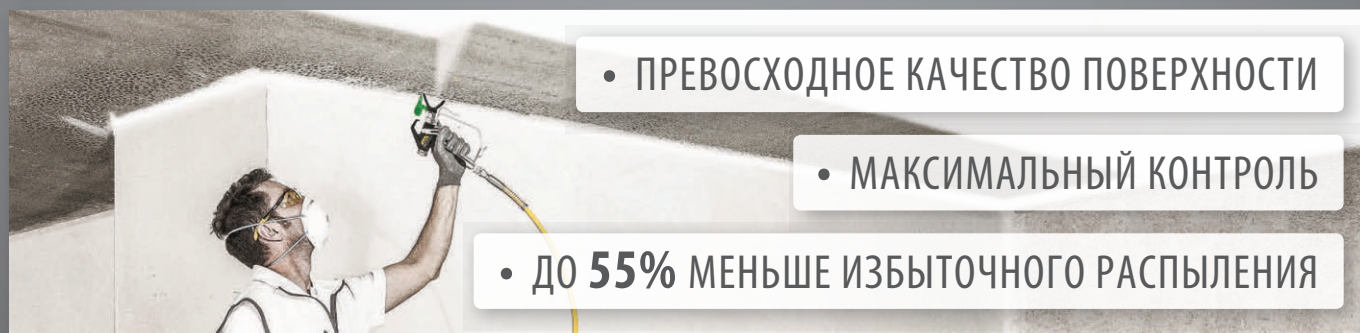 • ПРЕВОСХОДНОЕ КАЧЕСТВО ПОВЕРХНОСТИ
• МАКСИМАЛЬНЫЙ КОНТРОЛЬ
• ДО 55% МЕНЬШЕ ИЗБЫТОЧНОГО РАСПЫЛЕНИЯ